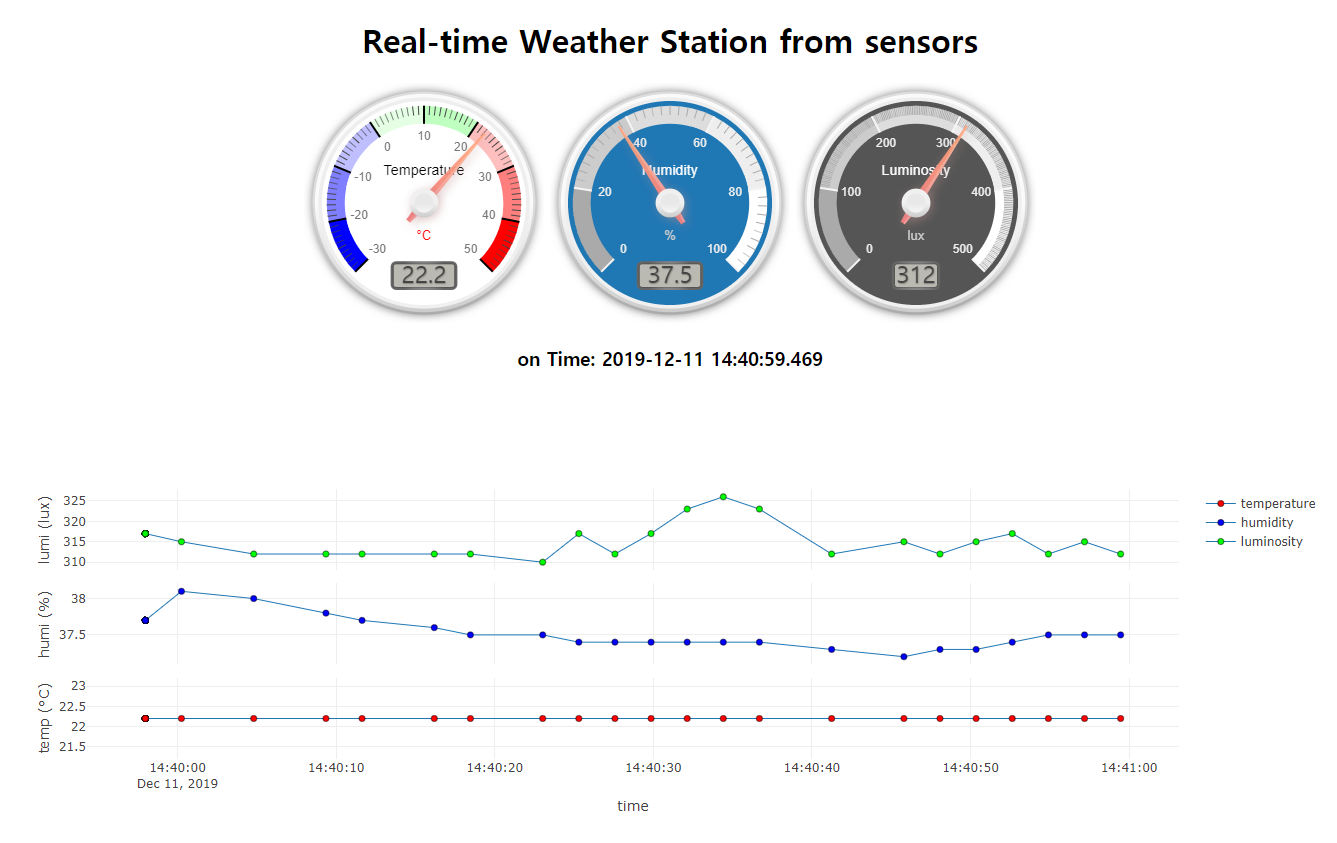 Real-time Weather Station from sensors
-30 -20 -10 0 10 20 30 40 50
Temperature
°C
22.2
0 20 40 60 80 100
Humidity
%
37.5
0 100 200 300 400 500
Luminosity
lux
312
on Time: 2019-12-11 14:40:59.469
lumi (lux)
325
320
315
310
humi (%)
38
37.5
temp (°C)
23
22.5
22
21.5
14:40:00 14:40:10 14:40:20 14:40:30 14:40:40 14:40:50 14:41:00
Dec 11, 2019
time
temperature
humidity
luminosity